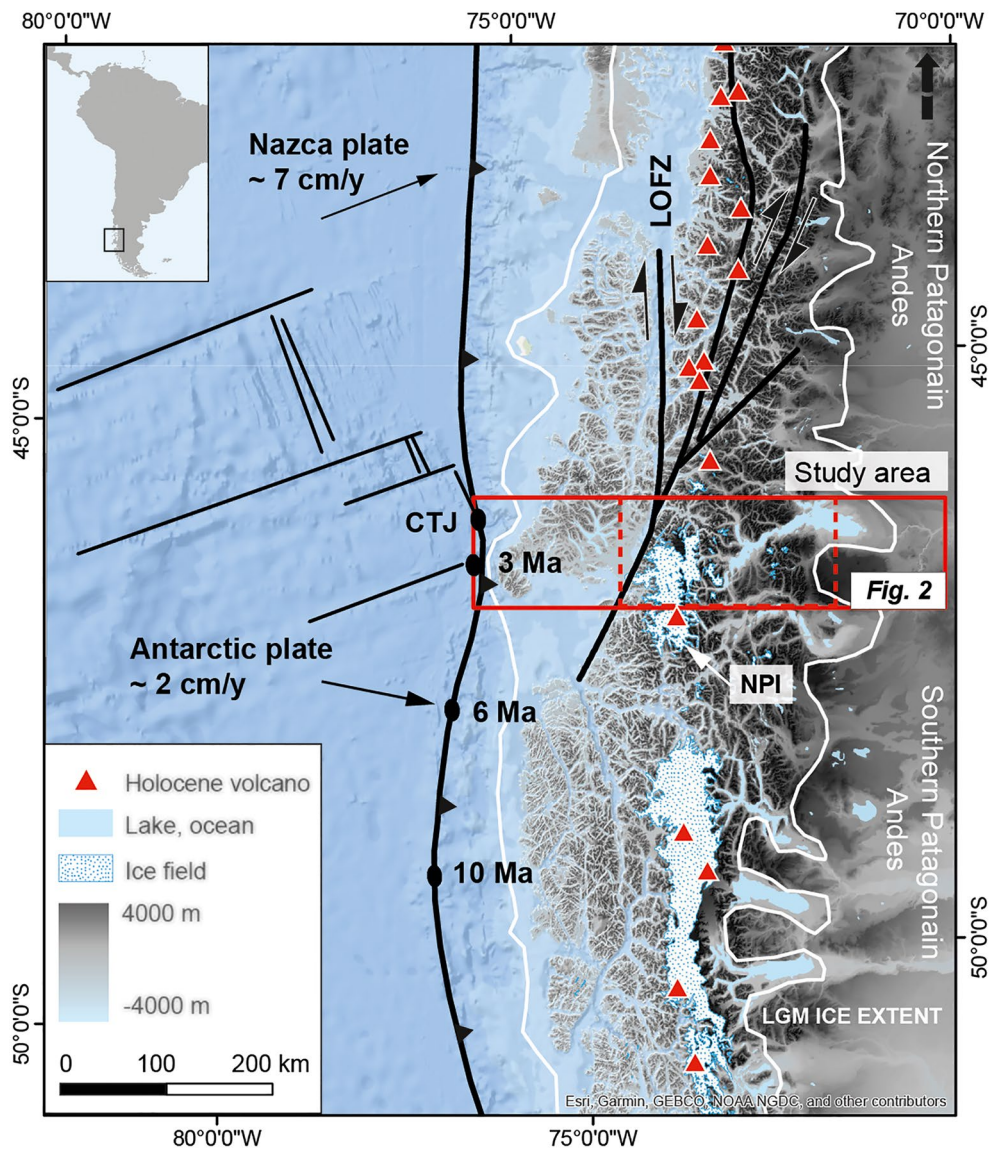 80°0'0"W
75°0'0"W
70°0'0"W
Nazca plate
~ 7 cm/y
LOFZ
Northern Patagonain
Andes
45°0'0"S
45°0'0"S
Study area
CTJ
3 Ma
Fig. 2
Antarctic plate
~ 2 cm/y
NPI
6 Ma
Southern Patagonain
Andes
Holocene volcano
Lake, ocean
Ice field
4000 m
-4000 m
10 Ma
50°0'0"S
50°0'0"S
LGM ICE EXTENT
0
100
200 km
Esri, Garmin, GEBCO, NOAA NGDC, and other contributors
80°0'0"W
75°0'0"W